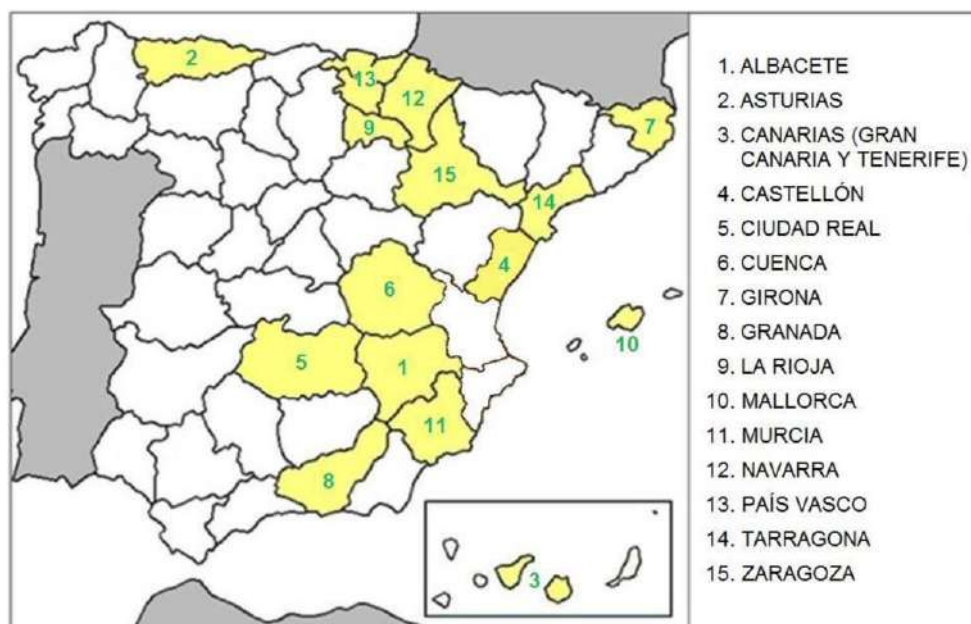 2
13
12
9
7
15
14
4
6
10
5
1
11
8
3
1. ALBACETE
2. ASTURIAS
3. CANARIAS (GRAN
CANARIA Y TENERIFE)
4. CASTELLÓN
5. CIUDAD REAL
6. CUENCA
7. GIRONA
8. GRANADA
9. LA RIOJA
10. MALLORCA
11. MURCIA
12. NAVARRA
13. PAÍS VASCO
14. TARRAGONA
15. ZARAGOZA